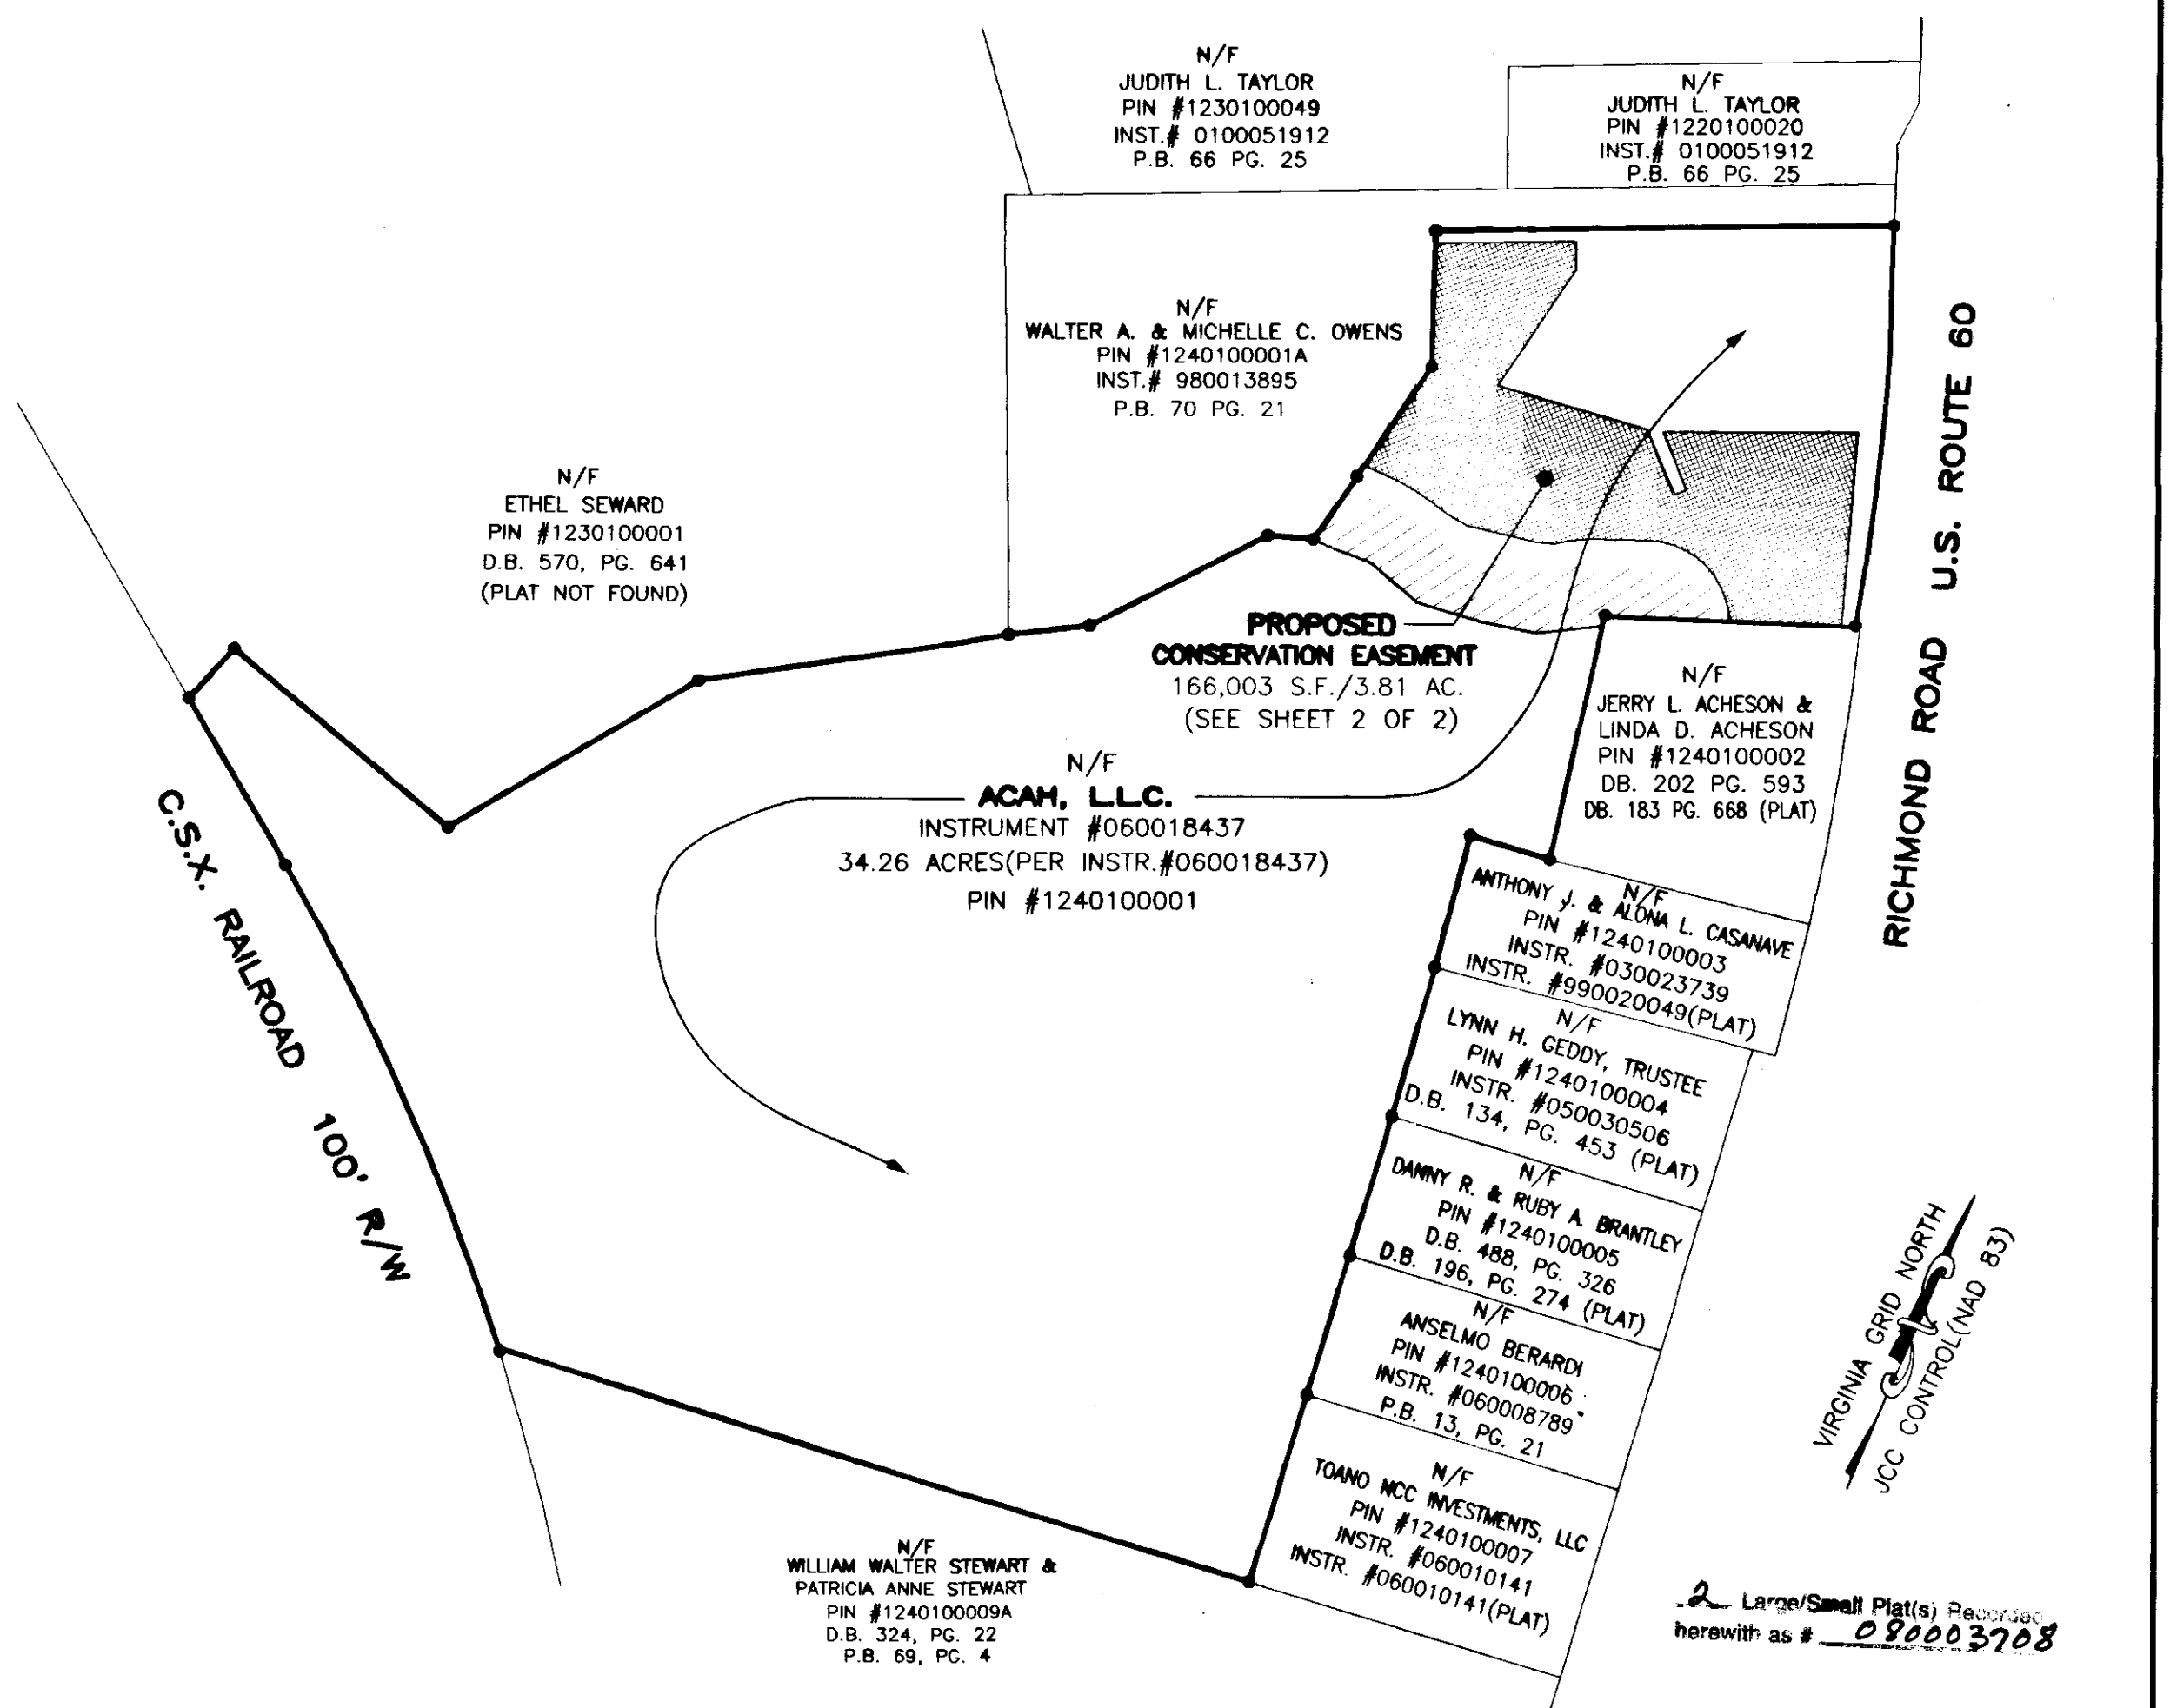 N/F
JUDITH L. TAYLOR
PIN #1230100049
INST.# 0100051912
P.B. 66 PG. 25
N/F
JUDITH L. TAYLOR
PIN #1220100020
INST.# 0100051912
P.B. 66 PG. 25
N/F
WALTER A. & MICHELLE C. OWENS
PIN #1240100001A
INST.# 980013895
P.B. 70 PG. 21
N/F
ETHEL SEWARD
PIN #1230100001
D.B. 570, PG. 641
(PLAT NOT FOUND)
RICHMOND ROAD U.S. ROUTE 60
PROPOSED
CONSERVATION EASEMENT
166,003 S.F./3.81 AC.
(SEE SHEET 2 OF 2)
N/F
JERRY L. ACHESON &
LINDA D. ACHESON
PIN #1240100002
DB. 202 PG. 593
DB. 183 PG. 668 (PLAT)
N/F
ACAH, L.L.C.
INSTRUMENT #060018437
34.26 ACRES(PER INSTR.#060018437)
PIN #1240100001
C.S.X. RAILROAD 100' R/W
N/F
ANTHONY J. & ALONA L. CASANAVE
PIN #1240100003
INSTR. #030023739
INSTR. #990020049(PLAT)
N/F
LYNN H. GEDDY, TRUSTEE
PIN #1240100004
INSTR. #050030506
D.B. 134, PG. 453 (PLAT)
N/F
DANNY R. & RUBY A. BRANTLEY
PIN #1240100005
D.B. 488, PG. 326
D.B. 196, PG. 274 (PLAT)
N/F
ANSELMO BERARDI
PIN #1240100006
INSTR. #060008789
P.B. 13, PG. 21
N/F
TOANO NCC INVESTMENTS, LLC
PIN #1240100007
INSTR. #060010141
INSTR. #060010141(PLAT)
VIRGINIA GRID NORTH
JCC CONTROL(NAD 83)
N/F
WILLIAM WALTER STEWART &
PATRICIA ANNE STEWART
PIN #1240100009A
D.B. 324, PG. 22
P.B. 69, PG. 4
2 Large/Small Plat(s) Recorded
herewith as # 080003708